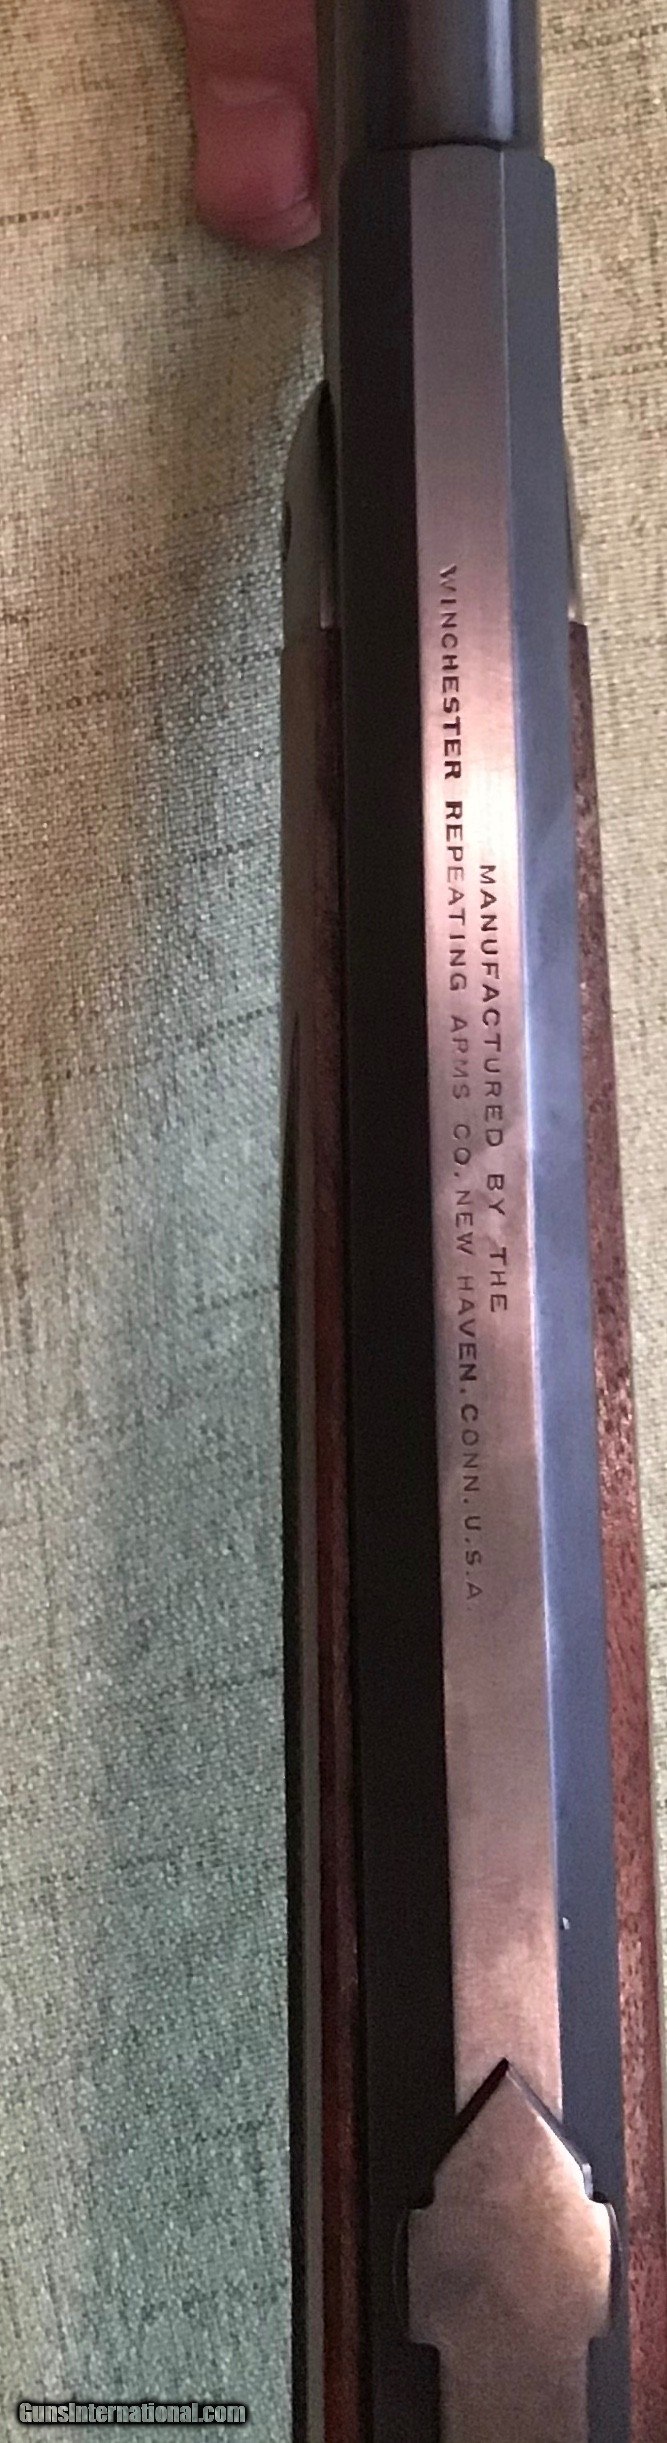 MANUFACTURED BY THE
WINCHESTER REPEATING ARMS CO. NEW HAVEN. CONN. U.S.A.
GunsInternational.com